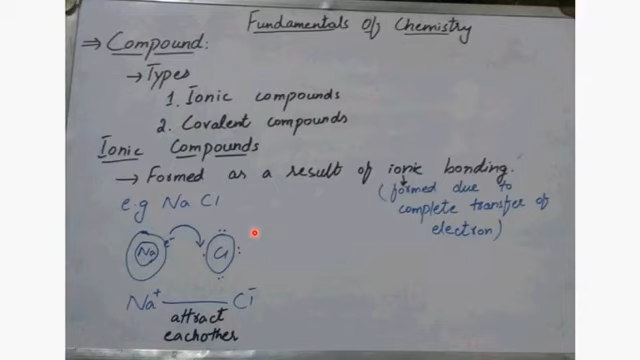 Fundamentals Of Chemistry
⇒ Compound:
→ Types
1. Ionic compounds
2. Covalent compounds
Ionic Compounds
→ Formed as a result of ionic bonding.
(formed due to
complete transfer of
electron)
e.g Na Cl
Na e⁻ Cl
Na⁺ Cl⁻
attract
eachother